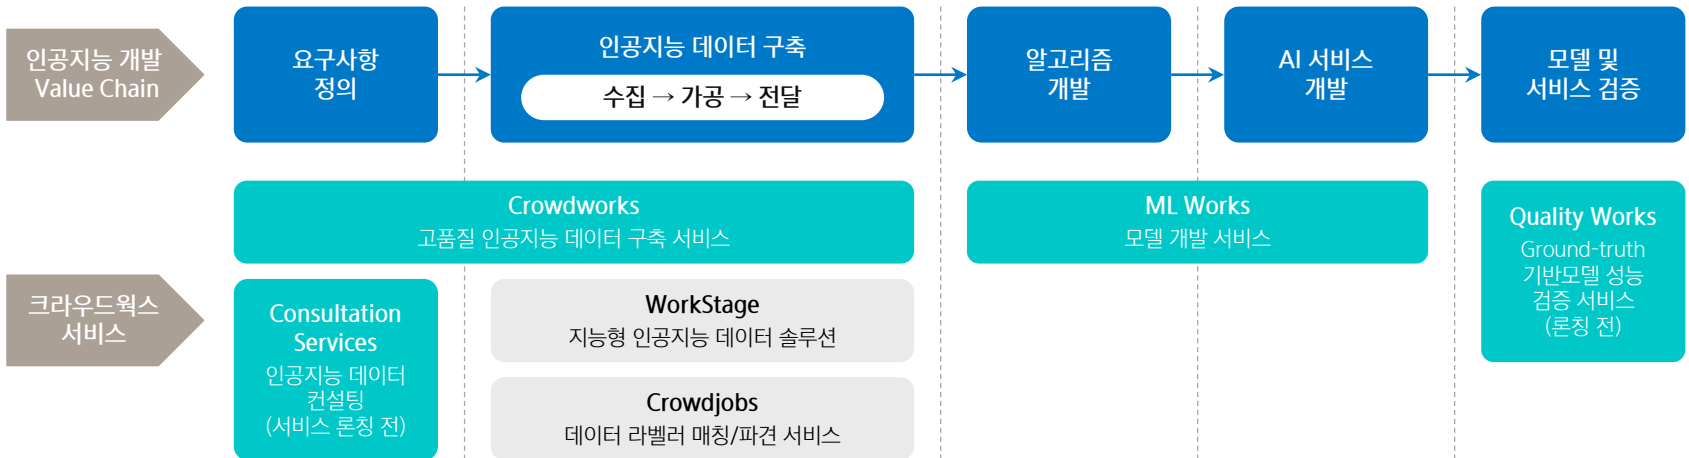 인공지능 개발
Value Chain
요구사항
정의
인공지능 데이터 구축
수집 → 가공 → 전달
알고리즘
개발
AI 서비스
개발
모델 및
서비스 검증
크라우드웍스
서비스
Crowdworks
고품질 인공지능 데이터 구축 서비스
ML Works
모델 개발 서비스
Quality Works
Ground-truth
기반모델 성능
검증 서비스
(론칭 전)
Consultation
Services
인공지능 데이터
컨설팅
(서비스 론칭 전)
WorkStage
지능형 인공지능 데이터 솔루션
Crowdjobs
데이터 라벨러 매칭/파견 서비스